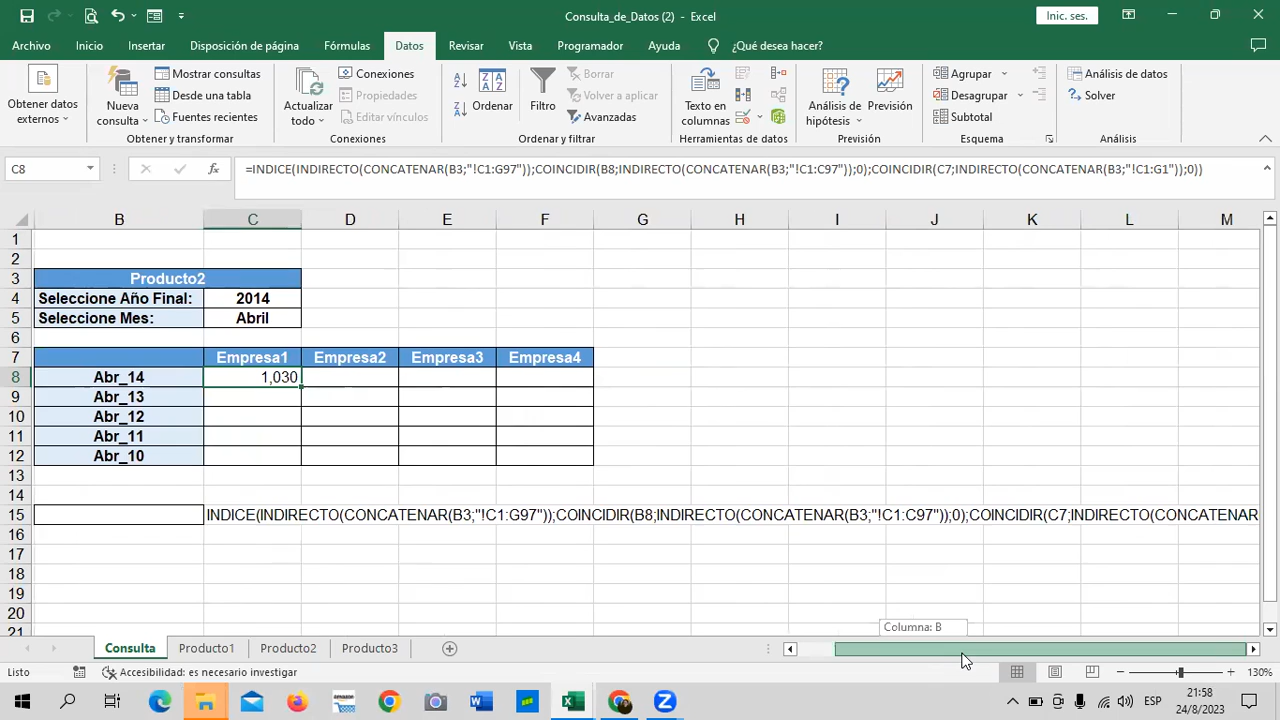 Consulta_de_Datos (2) - Excel
Inic. ses.
Archivo Inicio Insertar Disposición de página Fórmulas Datos Revisar Vista Programador Ayuda ¿Qué desea hacer?
Obtener datos externos
Nueva consulta
Mostrar consultas
Desde una tabla
Fuentes recientes
Obtener y transformar
Actualizar todo
Conexiones
Propiedades
Editar vínculos
Conexiones
Ordenar
Filtro
Borrar
Volver a aplicar
Avanzadas
Ordenar y filtrar
Texto en columnas
Herramientas de datos
Análisis de hipótesis
Previsión
Previsión
Agrupar
Desagrupar
Subtotal
Esquema
Análisis de datos
Solver
Análisis
C8 fx =INDICE(INDIRECTO(CONCATENAR(B3;"!C1:G97"));COINCIDIR(B8;INDIRECTO(CONCATENAR(B3;"!C1:C97"));0);COINCIDIR(C7;INDIRECTO(CONCATENAR(B3;"!C1:G1"));0))
B C D E F G H I J K L M
1
2
3 Producto2
4 Seleccione Año Final: 2014
5 Seleccione Mes: Abril
6
7 Empresa1 Empresa2 Empresa3 Empresa4
8 Abr_14 1,030
9 Abr_13
10 Abr_12
11 Abr_11
12 Abr_10
13
14
15 INDICE(INDIRECTO(CONCATENAR(B3;"!C1:G97"));COINCIDIR(B8;INDIRECTO(CONCATENAR(B3;"!C1:C97"));0);COINCIDIR(C7;INDIRECTO(CONCATENAR
16
17
18
19
20
21
Columna: B
Consulta Producto1 Producto2 Producto3
Listo Accesibilidad: es necesario investigar 130%
ESP 21:58
24/8/2023